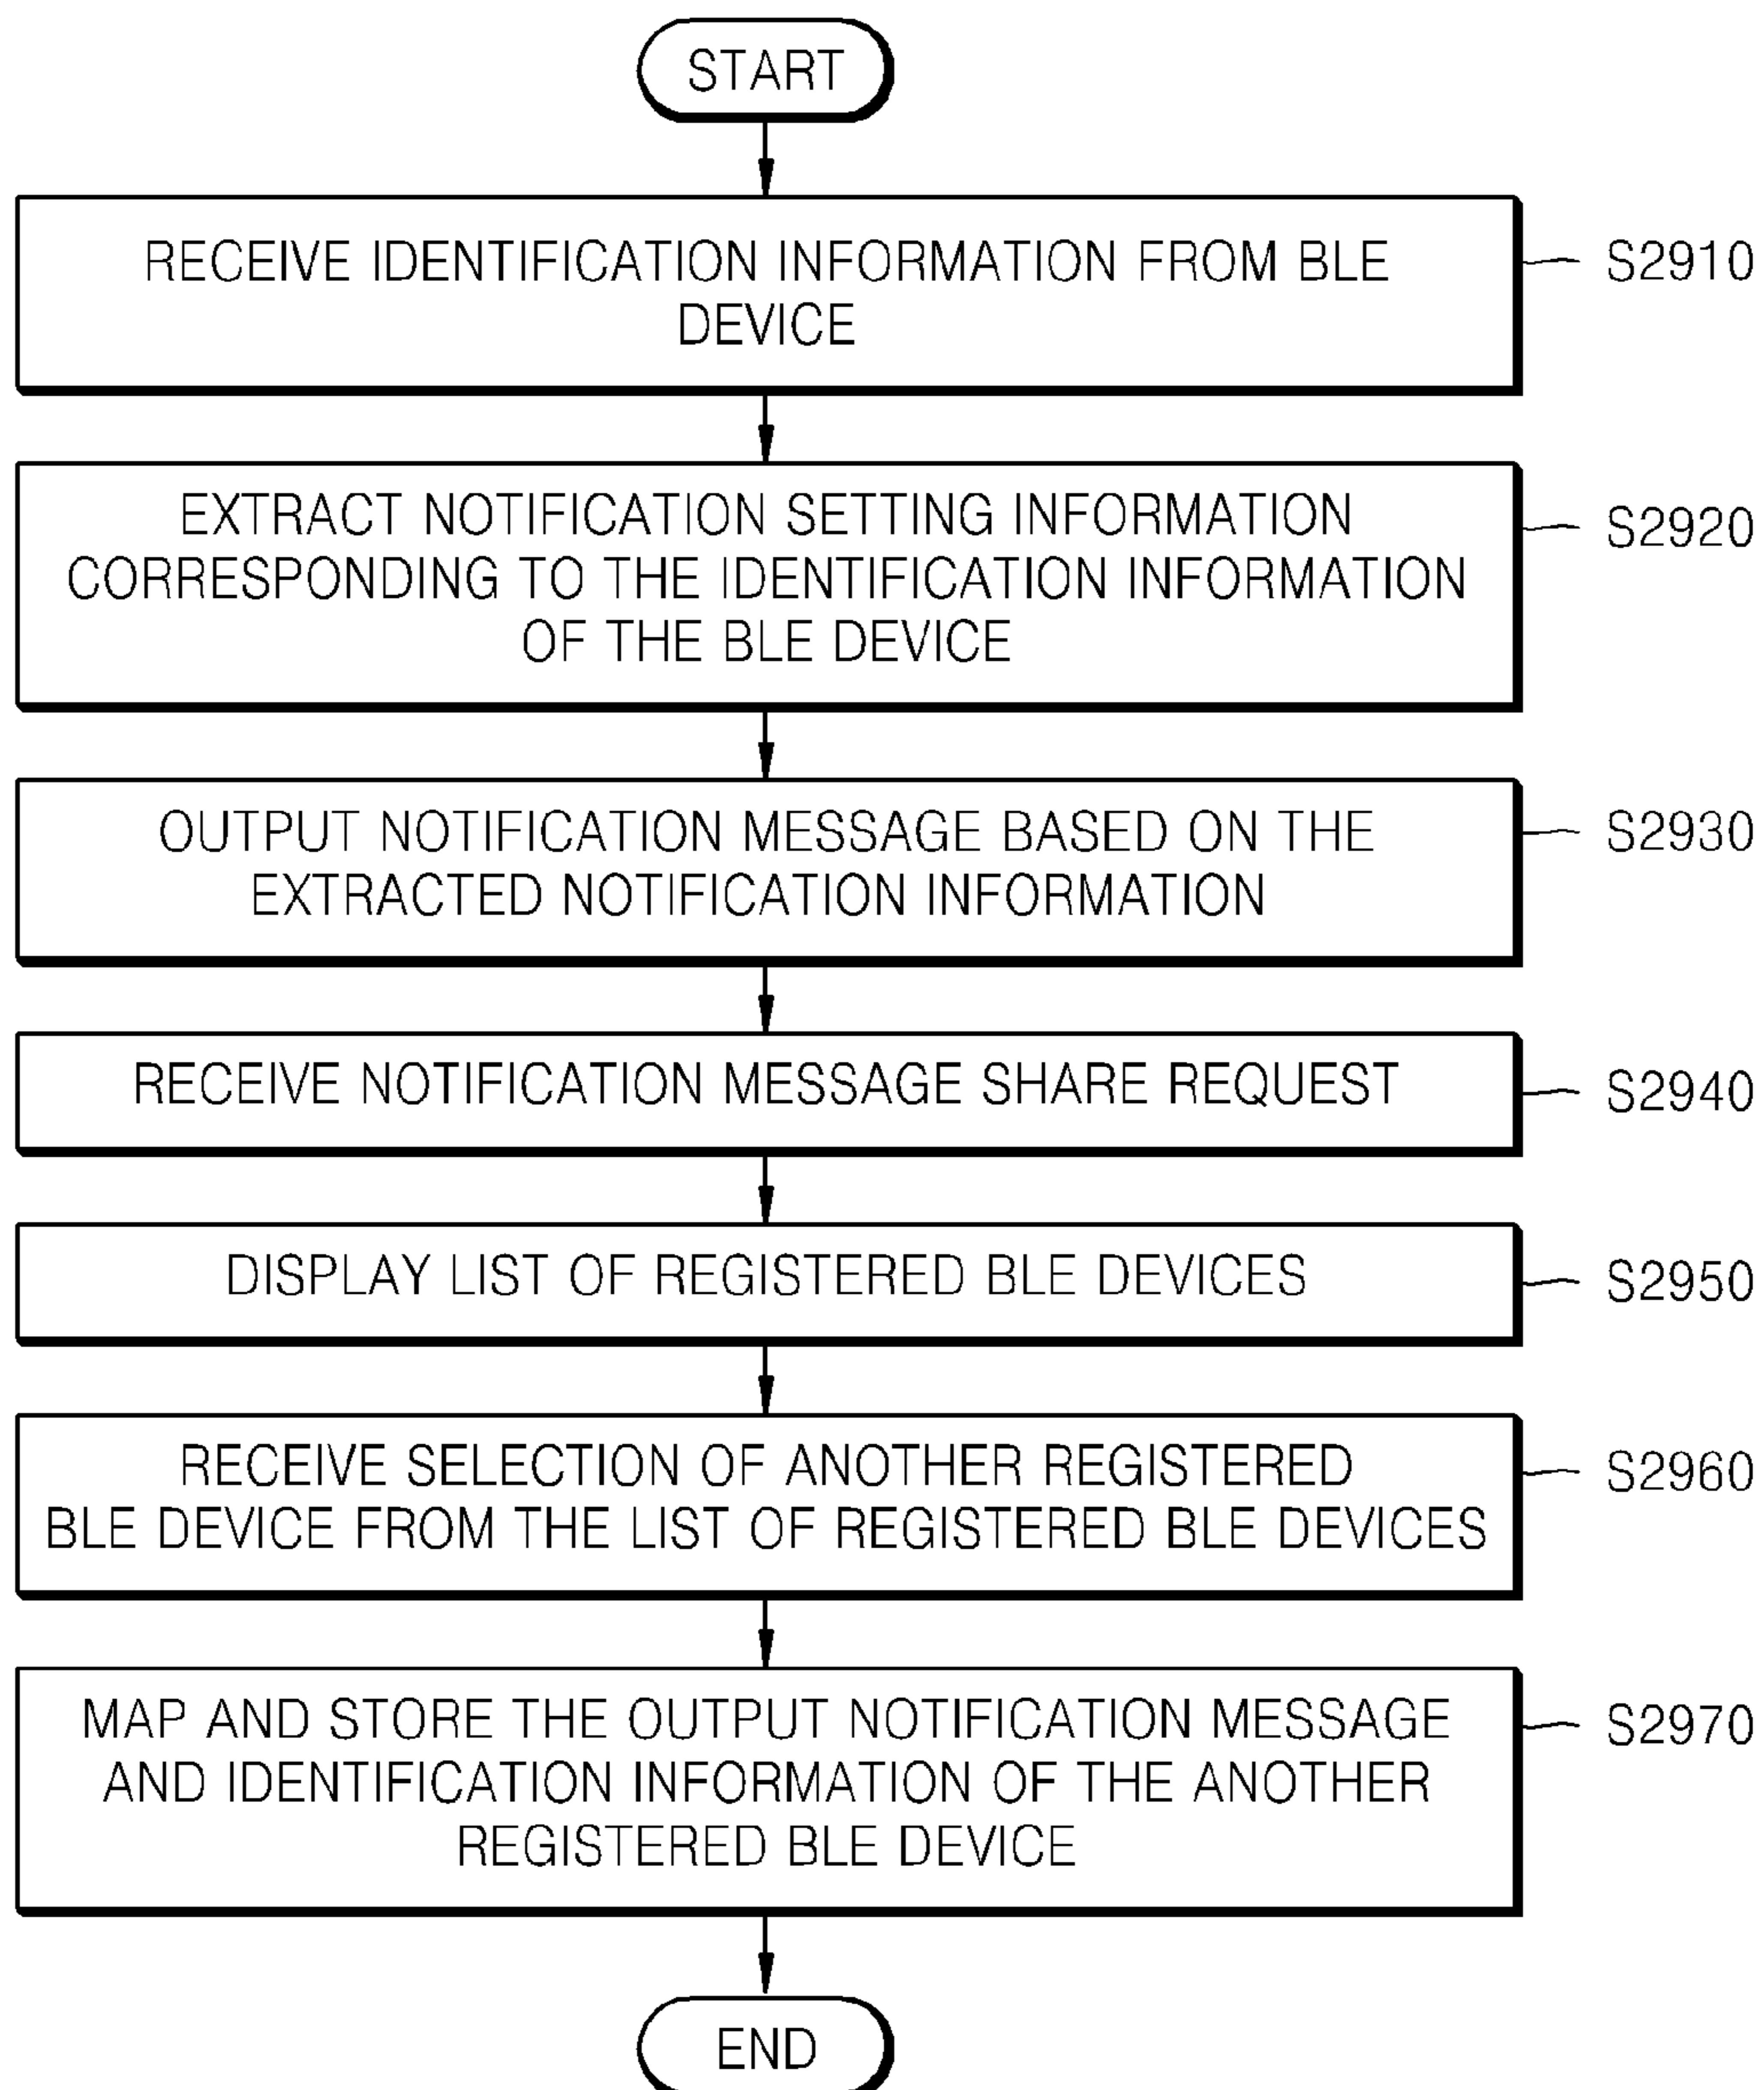 START
RECEIVE IDENTIFICATION INFORMATION FROM BLE
DEVICE
S2910
EXTRACT NOTIFICATION SETTING INFORMATION
CORRESPONDING TO THE IDENTIFICATION INFORMATION
OF THE BLE DEVICE
S2920
OUTPUT NOTIFICATION MESSAGE BASED ON THE
EXTRACTED NOTIFICATION INFORMATION
S2930
RECEIVE NOTIFICATION MESSAGE SHARE REQUEST
S2940
DISPLAY LIST OF REGISTERED BLE DEVICES
S2950
RECEIVE SELECTION OF ANOTHER REGISTERED
BLE DEVICE FROM THE LIST OF REGISTERED BLE DEVICES
S2960
MAP AND STORE THE OUTPUT NOTIFICATION MESSAGE
AND IDENTIFICATION INFORMATION OF THE ANOTHER
REGISTERED BLE DEVICE
S2970
END